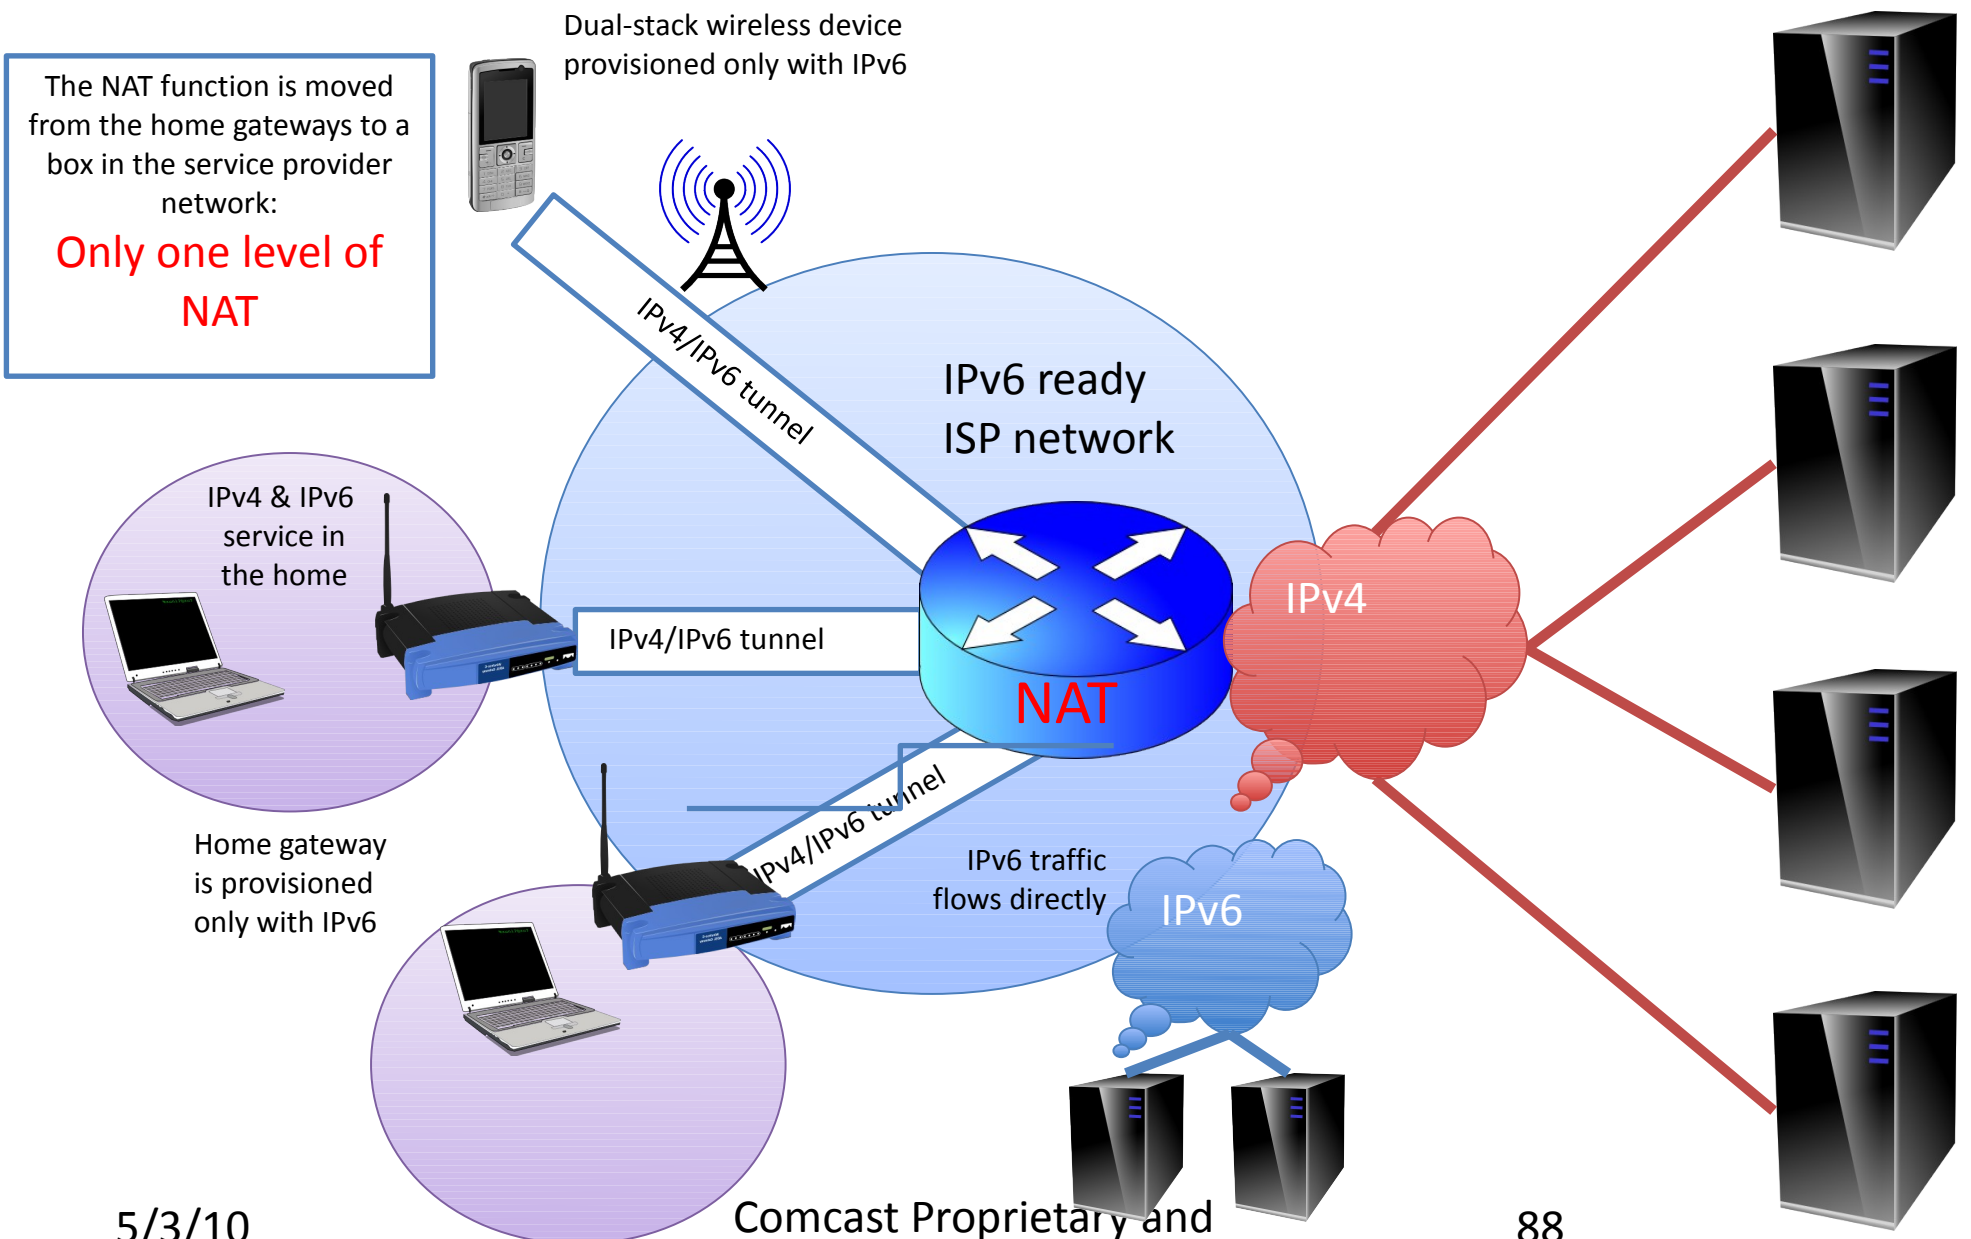 Dual-stack wireless device
provisioned only with IPv6
The NAT function is moved
from the home gateways to a
box in the service provider
network:
Only one level of
NAT
IPv4/IPv6 tunnel
IPv6 ready
ISP network
IPv4 & IPv6
service in
the home
IPv4/IPv6 tunnel
IPv4
NAT
IPv4/IPv6 tunnel
Home gateway
is provisioned
only with IPv6
IPv6 traffic
flows directly
IPv6
5/3/10
Comcast Proprietary and
88